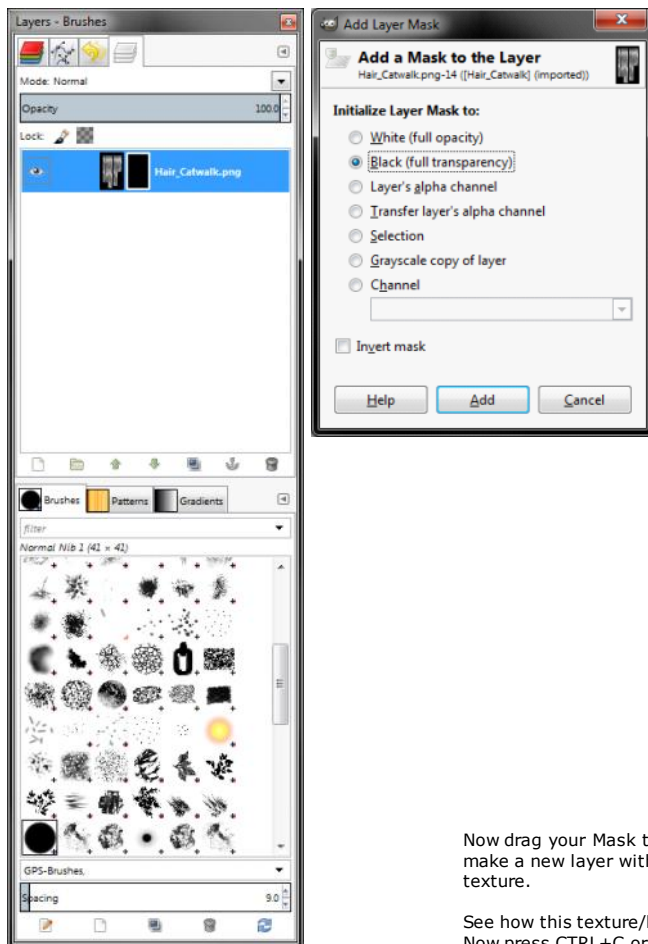 Layers - Brushes
Mode: Normal
Opacity 100.0
Lock:
Hair_Catwalk.png
Brushes Patterns Gradients
filter
Normal Nib 1 (41 × 41)
GPS-Brushes,
Spacing 9.0
Add Layer Mask
Add a Mask to the Layer
Hair_Catwalk.png-14 ([Hair_Catwalk] (imported))
Initialize Layer Mask to:
White (full opacity)
Black (full transparency)
Layer's alpha channel
Transfer layer's alpha channel
Selection
Grayscale copy of layer
Channel
Invert mask
Help Add Cancel
Now drag your Mask
make a new layer
texture.
See how this
Now press CTRL+C